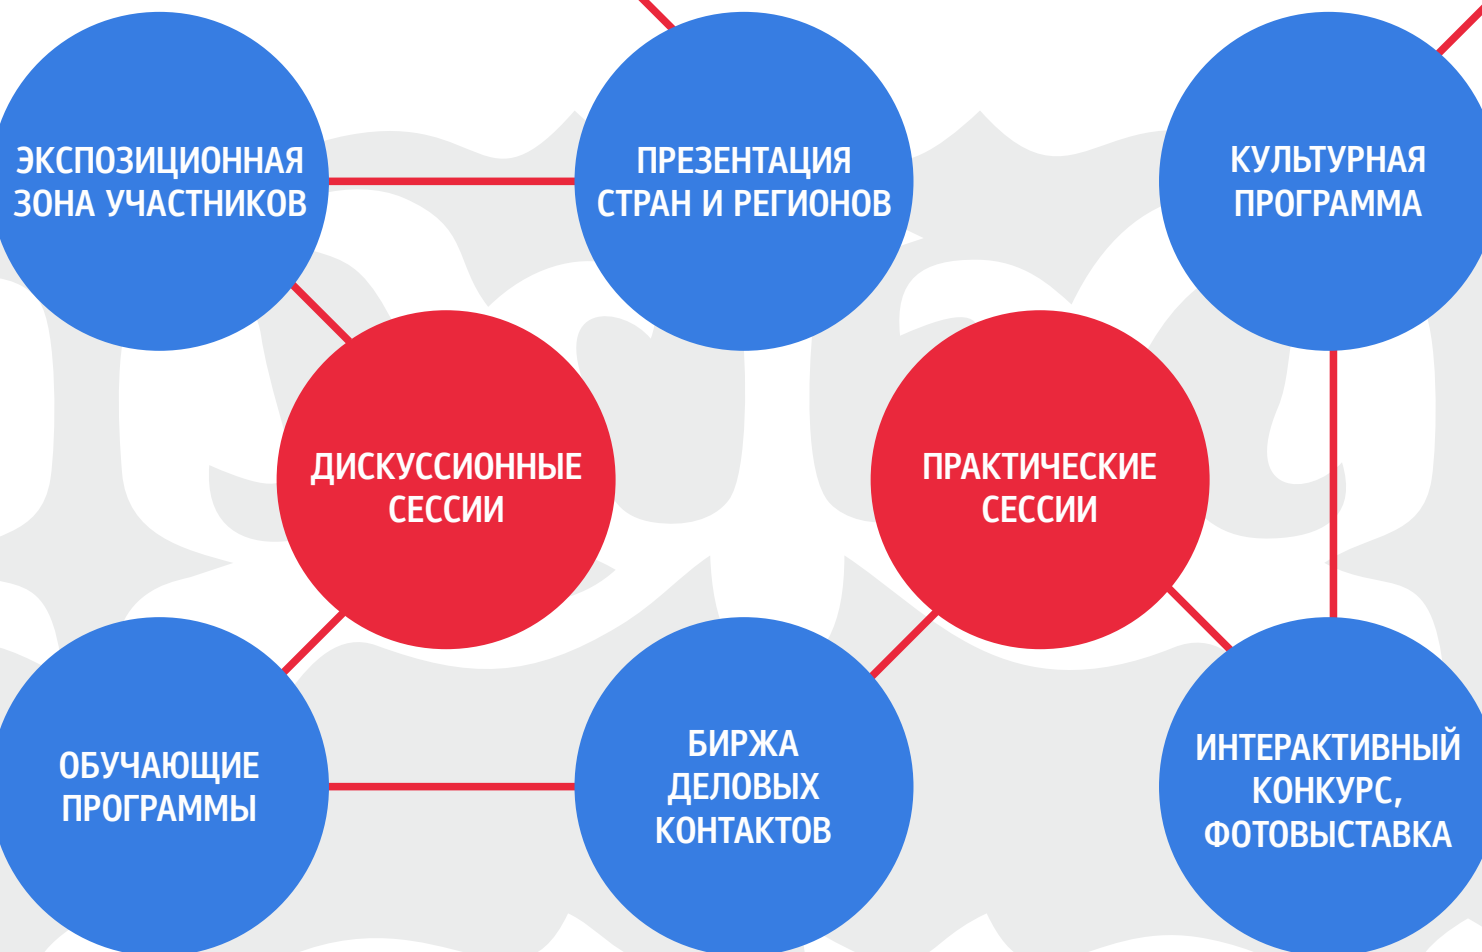 ЭКСПОЗИЦИОННАЯ
ЗОНА УЧАСТНИКОВ
ПРЕЗЕНТАЦИЯ
СТРАН И РЕГИОНОВ
КУЛЬТУРНАЯ
ПРОГРАММА
ДИСКУССИОННЫЕ
СЕССИИ
ПРАКТИЧЕСКИЕ
СЕССИИ
ОБУЧАЮЩИЕ
ПРОГРАММЫ
БИРЖА
ДЕЛОВЫХ
КОНТАКТОВ
ИНТЕРАКТИВНЫЙ
КОНКУРС,
ФОТОВЫСТАВКА